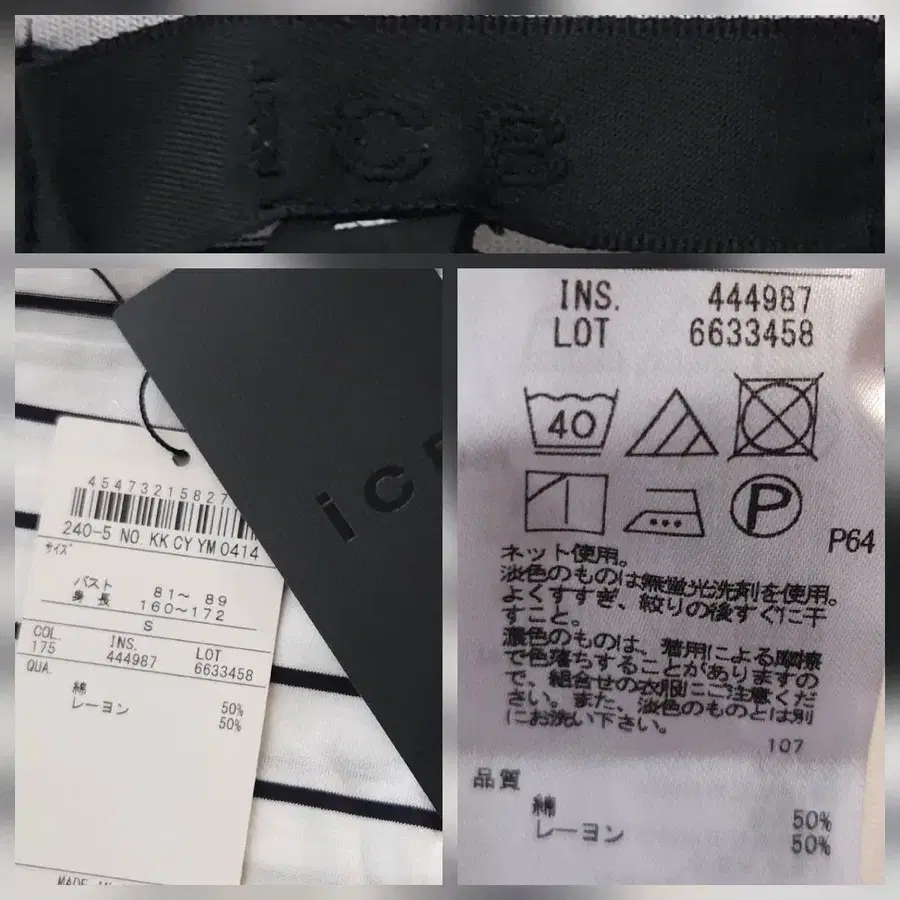 iCB
iC
4547321582
240-5 NO. KK CY YM 0414
サイズ
バスト 81～ 89
身 長 160～172
S
COL. INS. LOT
175 444987 6633458
QUA.
綿 50%
レーヨン 50%
MADE IN
INS. 444987
LOT 6633458
40
P
P64
ネット使用。
淡色のものは無蛍光洗剤を使用。
よくすすぎ、絞りの後すぐに干
すこと。
濃色のものは、着用による摩擦
で色落ちすることがありますの
で、組合せの衣服にご注意くだ
さい。また、淡色のものとは別
にお洗い下さい。
107
品質
綿 50%
レーヨン 50%